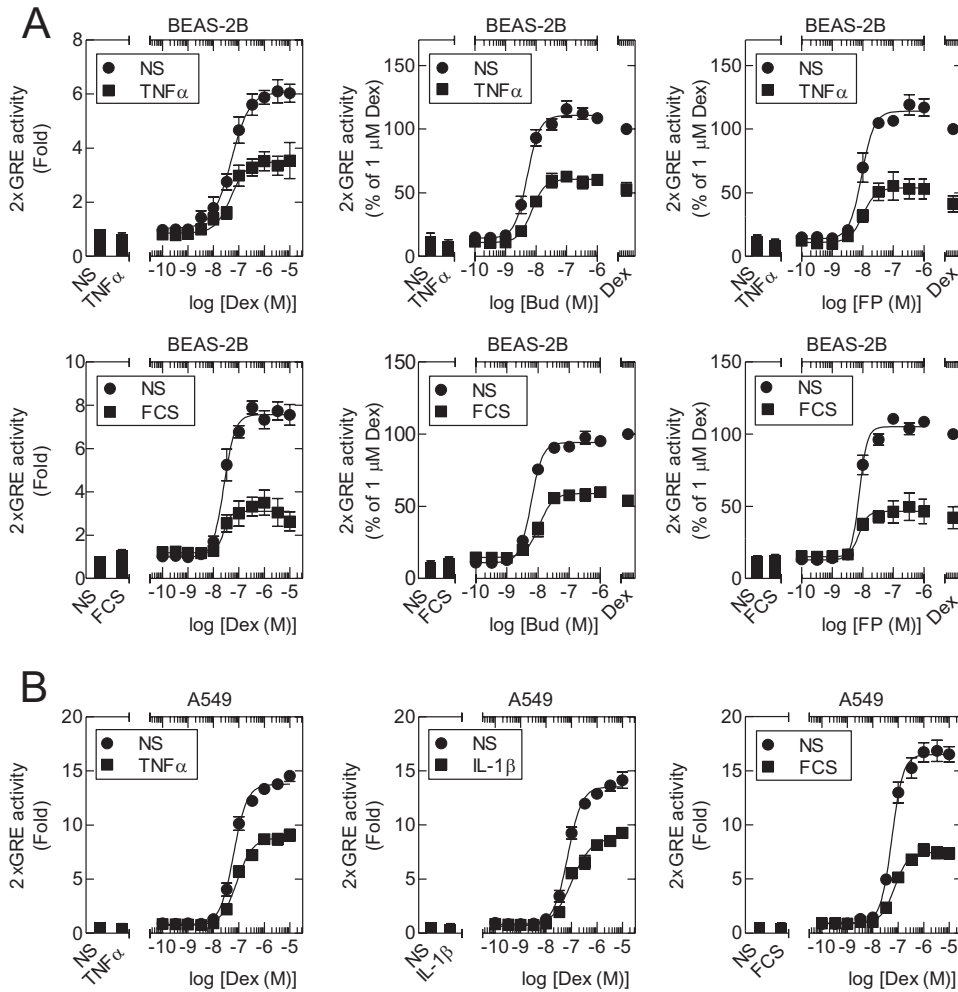 A
BEAS-2B
2xGRE activity
(Fold)
8
6
4
2
0
NS
TNFα
NS
TNFα
-10
-9
-8
-7
-6
-5
log [Dex (M)]
BEAS-2B
2xGRE activity
(% of 1 µM Dex)
150
100
50
0
NS
TNFα
NS
TNFα
-10
-9
-8
-7
-6
Dex
log [Bud (M)]
BEAS-2B
2xGRE activity
(% of 1 µM Dex)
150
100
50
0
NS
TNFα
NS
TNFα
-10
-9
-8
-7
-6
Dex
log [FP (M)]
BEAS-2B
2xGRE activity
(Fold)
10
8
6
4
2
0
NS
FCS
NS
FCS
-10
-9
-8
-7
-6
-5
log [Dex (M)]
BEAS-2B
2xGRE activity
(% of 1 µM Dex)
150
100
50
0
NS
FCS
NS
FCS
-10
-9
-8
-7
-6
Dex
log [Bud (M)]
BEAS-2B
2xGRE activity
(% of 1 µM Dex)
150
100
50
0
NS
FCS
NS
FCS
-10
-9
-8
-7
-6
Dex
log [FP (M)]
B
A549
2xGRE activity
(Fold)
20
15
10
5
0
NS
TNFα
NS
TNFα
-10
-9
-8
-7
-6
-5
log [Dex (M)]
A549
2xGRE activity
(Fold)
20
15
10
5
0
NS
IL-1β
NS
IL-1β
-10
-9
-8
-7
-6
-5
log [Dex (M)]
A549
2xGRE activity
(Fold)
20
15
10
5
0
NS
FCS
NS
FCS
-10
-9
-8
-7
-6
-5
log [Dex (M)]